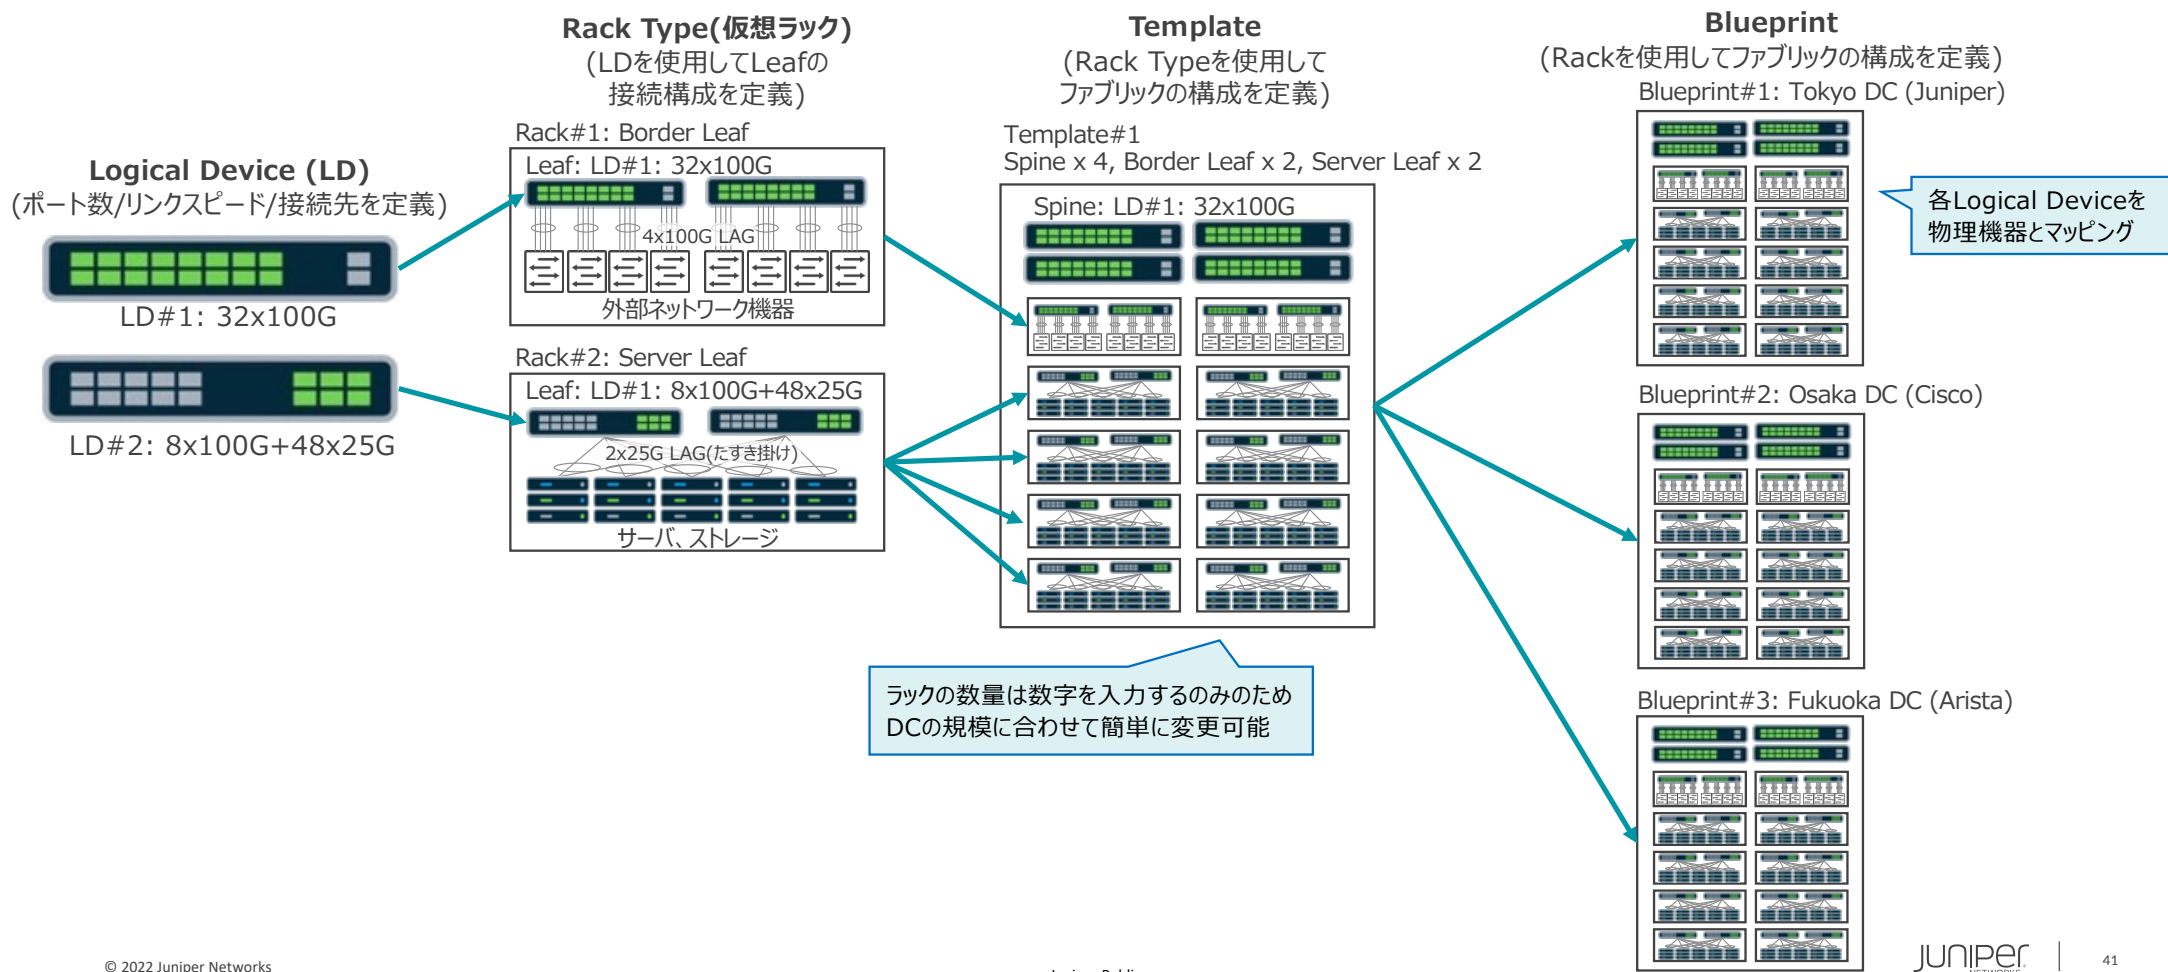 Logical Device (LD)
(ポート数/リンクスピード/接続先を定義)
LD#1: 32x100G
LD#2: 8x100G+48x25G
Rack Type(仮想ラック)
(LDを使用してLeafの
接続構成を定義)
Rack#1: Border Leaf
Leaf: LD#1: 32x100G
4x100G LAG
外部ネットワーク機器
Rack#2: Server Leaf
Leaf: LD#1: 8x100G+48x25G
2x25G LAG(たすき掛け)
サーバ、ストレージ
Template
(Rack Typeを使用して
ファブリックの構成を定義)
Template#1
Spine x 4, Border Leaf x 2, Server Leaf x 2
Spine: LD#1: 32x100G
ラックの数量は数字を入力するのみのため
DCの規模に合わせて簡単に変更可能
Blueprint
(Rackを使用してファブリックの構成を定義)
Blueprint#1: Tokyo DC (Juniper)
各Logical Deviceを
物理機器とマッピング
Blueprint#2: Osaka DC (Cisco)
Blueprint#3: Fukuoka DC (Arista)
© 2022 Juniper Networks
JUNIPER
NETWORKS
41